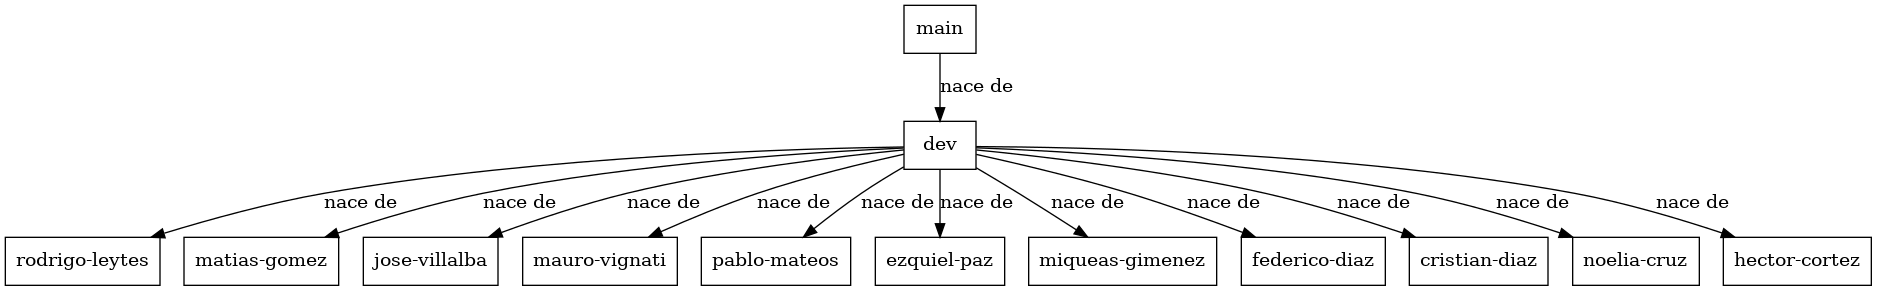 main
nace de
dev
nace de nace de nace de nace de nace de nace de nace de nace de nace de nace de nace de
rodrigo-leytes matias-gomez jose-villalba mauro-vignati pablo-mateos ezquiel-paz miqueas-gimenez federico-diaz cristian-diaz noelia-cruz hector-cortez